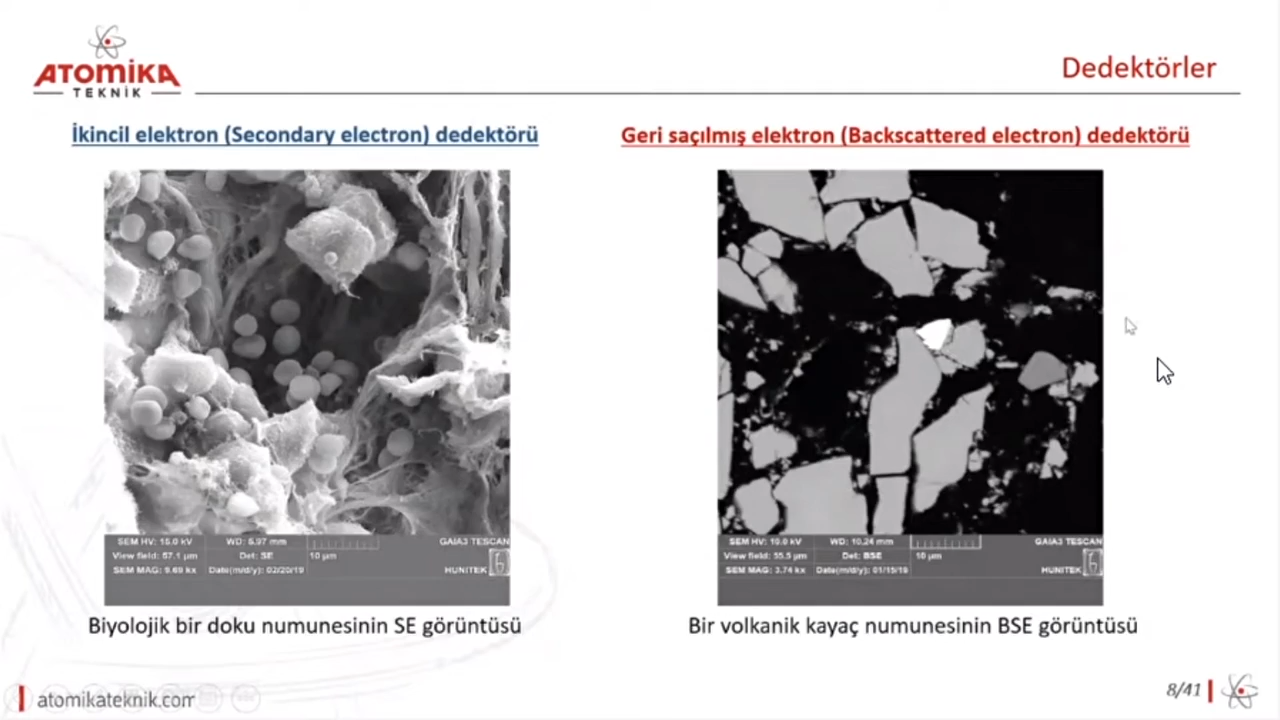 ATOMİKA
TEKNİK
Dedektörler
İkincil elektron (Secondary electron) dedektörü
Geri saçılmış elektron (Backscattered electron) dedektörü
SEM HV: 15.0 kV WD: 5.97 mm GAIA3 TESCAN
View field: 57.1 µm Det: SE 10 µm
SEM MAG: 9.69 kx Date(m/d/y): 02/20/19 HUNITEK
SEM HV: 10.0 kV WD: 10.24 mm GAIA3 TESCAN
View field: 55.5 µm Det: BSE 10 µm
SEM MAG: 3.74 kx Date(m/d/y): 01/15/19 HUNITEK
Biyolojik bir doku numunesinin SE görüntüsü
Bir volkanik kayaç numunesinin BSE görüntüsü
atomikateknik.com
8/41